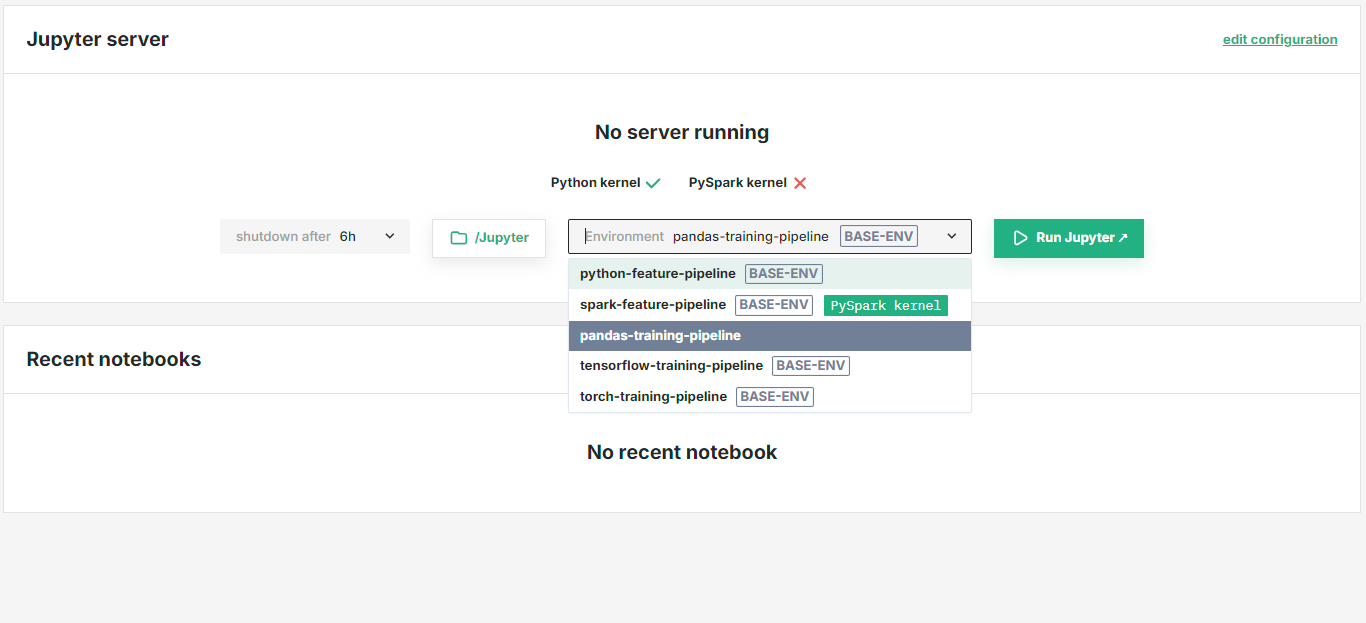 Jupyter server
edit configuration
No server running
Python kernel PySpark kernel
shutdown after 6h /Jupyter Environment pandas-training-pipeline BASE-ENV Run Jupyter ↗
python-feature-pipeline BASE-ENV
spark-feature-pipeline BASE-ENV PySpark kernel
pandas-training-pipeline
tensorflow-training-pipeline BASE-ENV
torch-training-pipeline BASE-ENV
Recent notebooks
No recent notebook